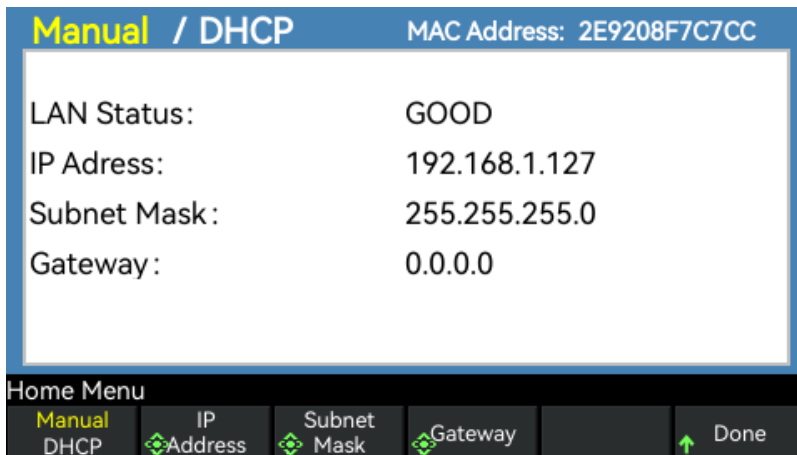 Manual / DHCP MAC Address: 2E9208F7C7CC
LAN Status: GOOD
IP Adress: 192.168.1.127
Subnet Mask: 255.255.255.0
Gateway: 0.0.0.0
Home Menu
Manual IP Subnet Gateway Done
DHCP Address Mask